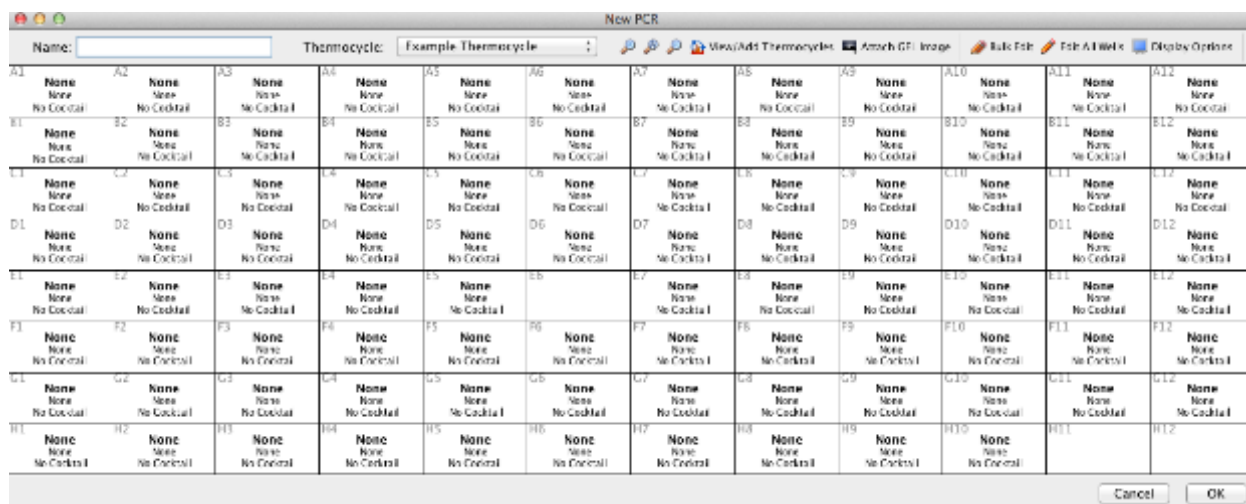 New PCR
Name: Thermocycle: Example Thermocycle View/Add Thermocycles Attach GEL Image Bulk Edit Edit All Wells Display Options
A1 A2 A3 A4 A5 A6 A7 A8 A9 A10 A11 A12
None None None None None None None None None None None None
None None None None None None None None None None None None
No Cocktail No Cocktail No Cocktail No Cocktail No Cocktail No Cocktail No Cocktail No Cocktail No Cocktail No Cocktail No Cocktail No Cocktail
B1 B2 B3 B4 B5 B6 B7 B8 B9 B10 B11 B12
None None None None None None None None None None None None
None None None None None None None None None None None None
No Cocktail No Cocktail No Cocktail No Cocktail No Cocktail No Cocktail No Cocktail No Cocktail No Cocktail No Cocktail No Cocktail No Cocktail
C1 C2 C3 C4 C5 C6 C7 C8 C9 C10 C11 C12
None None None None None None None None None None None None
None None None None None None None None None None None None
No Cocktail No Cocktail No Cocktail No Cocktail No Cocktail No Cocktail No Cocktail No Cocktail No Cocktail No Cocktail No Cocktail No Cocktail
D1 D2 D3 D4 D5 D6 D7 D8 D9 D10 D11 D12
None None None None None None None None None None None None
None None None None None None None None None None None None
No Cocktail No Cocktail No Cocktail No Cocktail No Cocktail No Cocktail No Cocktail No Cocktail No Cocktail No Cocktail No Cocktail No Cocktail
E1 E2 E3 E4 E5 E6 E7 E8 E9 E10 E11 E12
None None None None None None None None None None None
None None None None None None None None None None None
No Cocktail No Cocktail No Cocktail No Cocktail No Cocktail No Cocktail No Cocktail No Cocktail No Cocktail No Cocktail No Cocktail
F1 F2 F3 F4 F5 F6 F7 F8 F9 F10 F11 F12
None None None None None None None None None None None None
None None None None None None None None None None None None
No Cocktail No Cocktail No Cocktail No Cocktail No Cocktail No Cocktail No Cocktail No Cocktail No Cocktail No Cocktail No Cocktail No Cocktail
G1 G2 G3 G4 G5 G6 G7 G8 G9 G10 G11 G12
None None None None None None None None None None None None
None None None None None None None None None None None None
No Cocktail No Cocktail No Cocktail No Cocktail No Cocktail No Cocktail No Cocktail No Cocktail No Cocktail No Cocktail No Cocktail No Cocktail
H1 H2 H3 H4 H5 H6 H7 H8 H9 H10 H11 H12
None None None None None None None None None None
None None None None None None None None None None
No Cocktail No Cocktail No Cocktail No Cocktail No Cocktail No Cocktail No Cocktail No Cocktail No Cocktail No Cocktail
Cancel OK